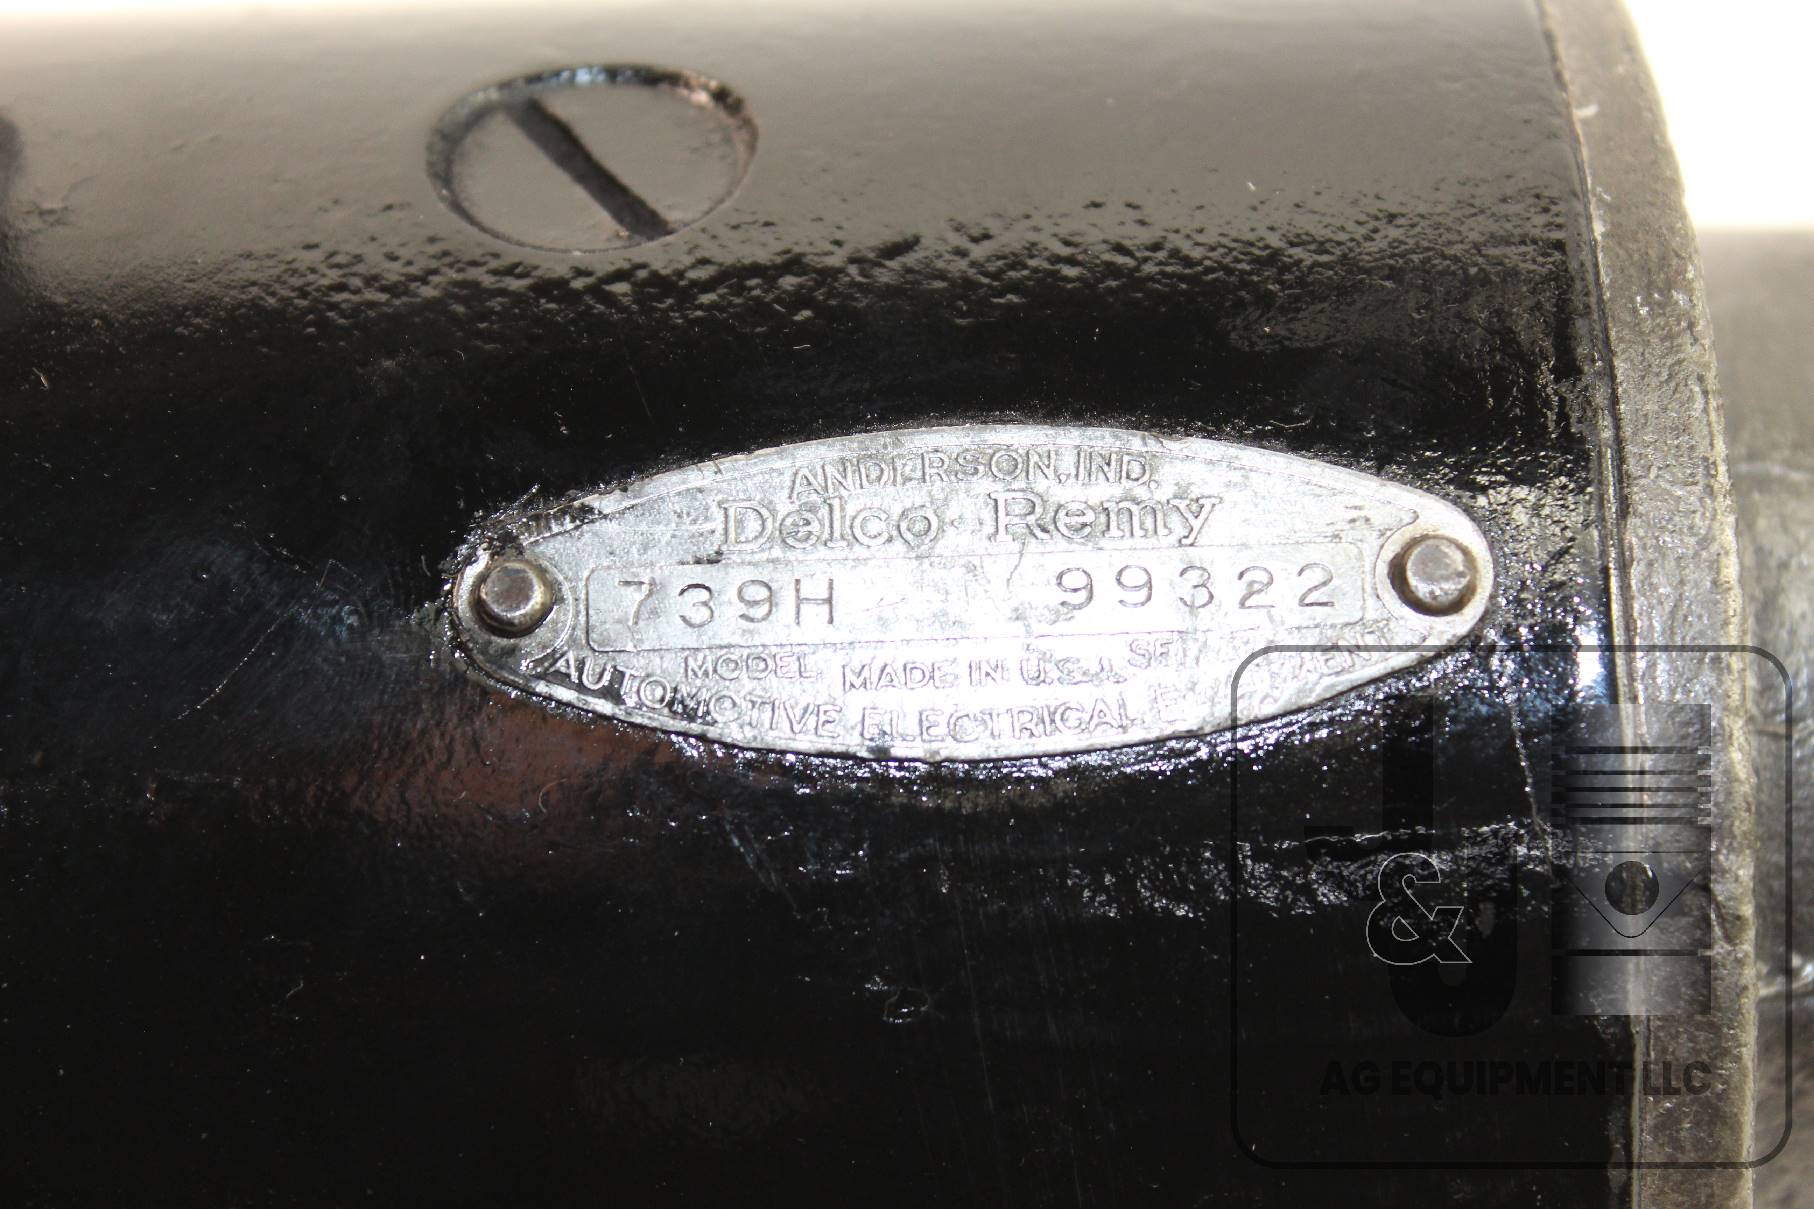 ANDERSON, IND.
Delco-Remy
739H 99322
MODEL MADE IN U.S.A.
AUTOMOTIVE ELECTRICAL
J&J
AG EQUIPMENT LLC